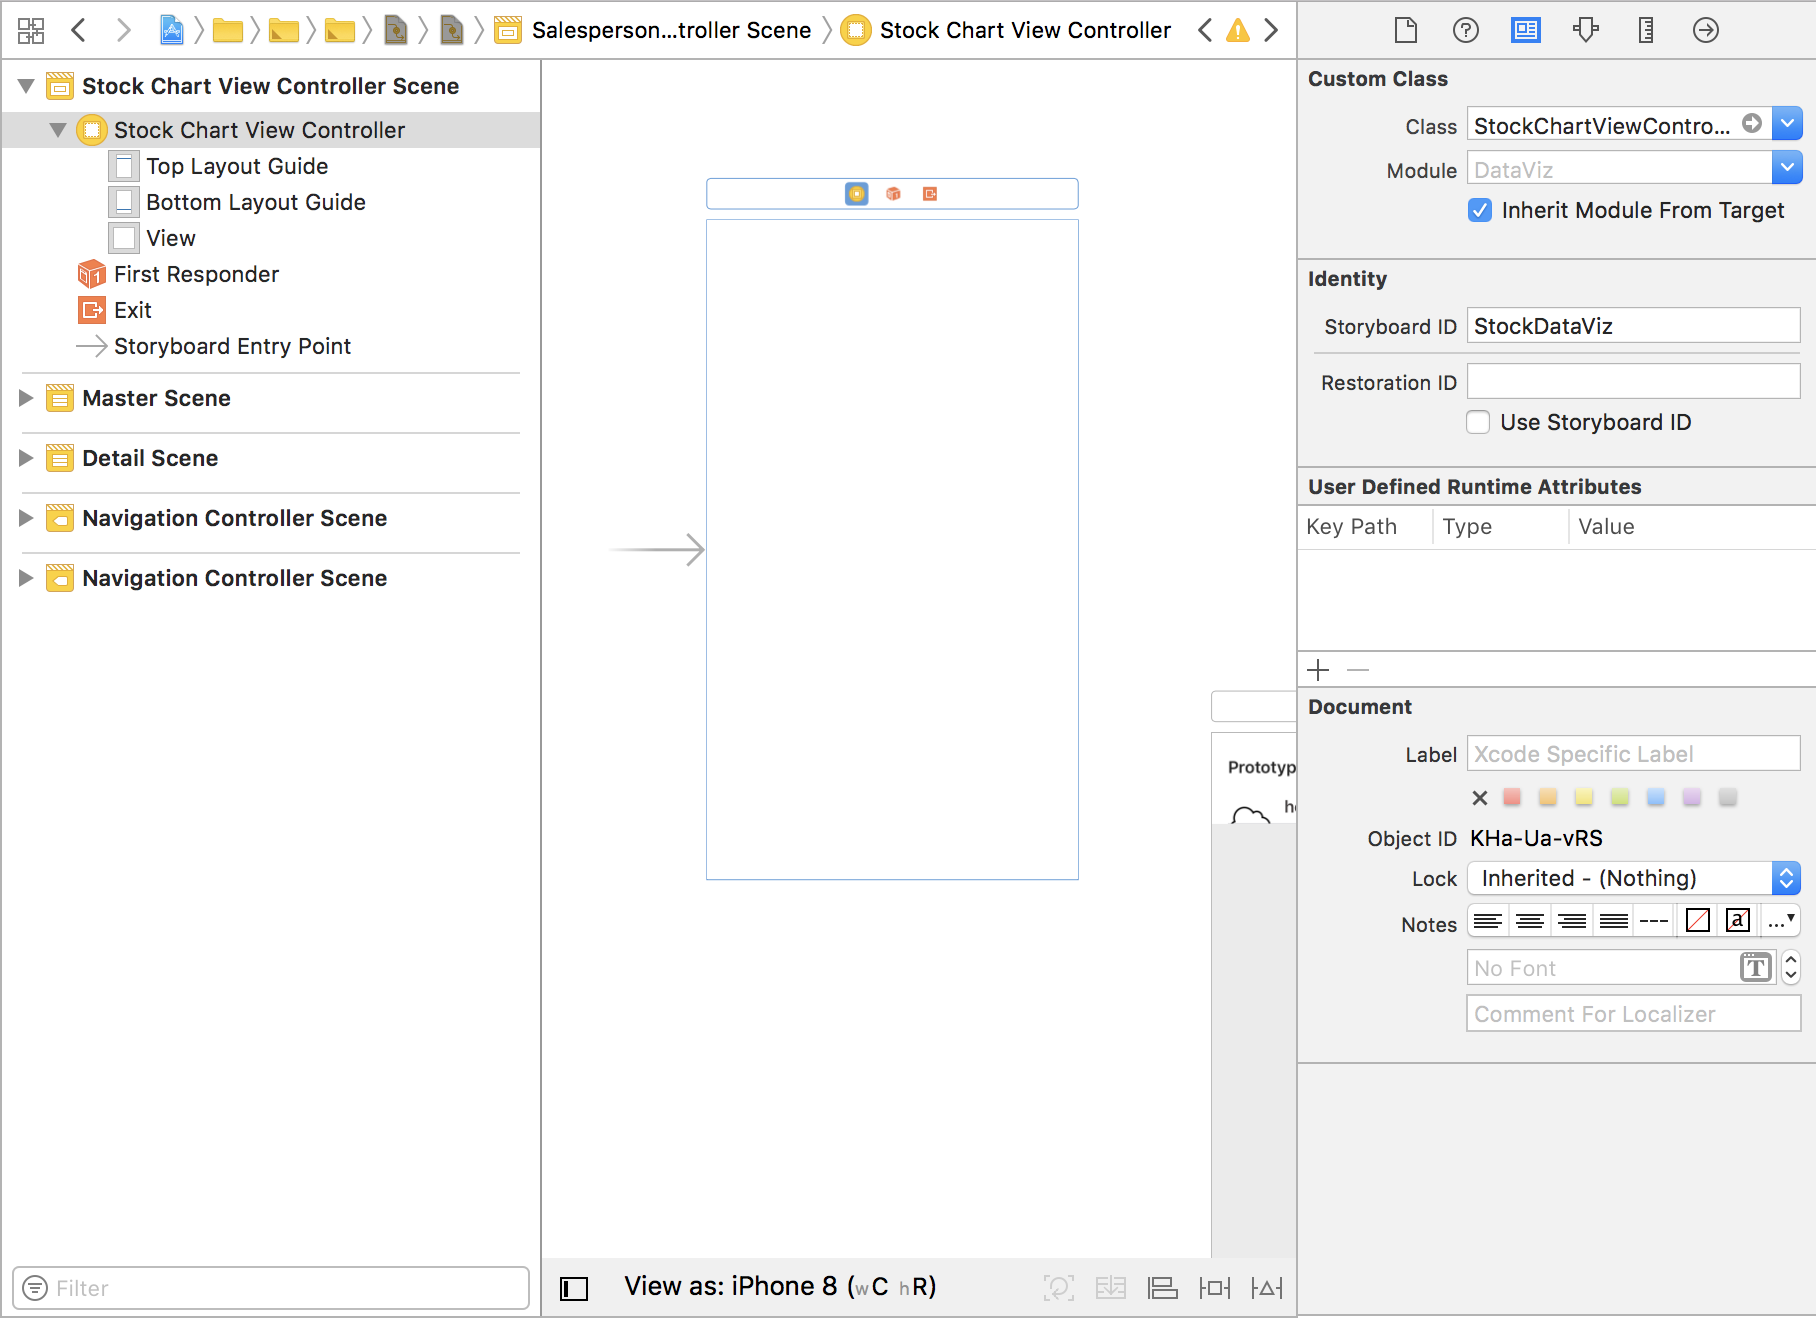 Salesperson...troller Scene
Stock Chart View Controller
Stock Chart View Controller Scene
Stock Chart View Controller
Top Layout Guide
Bottom Layout Guide
View
First Responder
Exit
Storyboard Entry Point
Master Scene
Detail Scene
Navigation Controller Scene
Navigation Controller Scene
Filter
Prototyp
View as: iPhone 8 (wC hR)
Custom Class
Class StockChartViewContro...
Module DataViz
Inherit Module From Target
Identity
Storyboard ID StockDataViz
Restoration ID
Use Storyboard ID
User Defined Runtime Attributes
Key Path Type Value
Document
Label Xcode Specific Label
Object ID KHa-Ua-vRS
Lock Inherited - (Nothing)
Notes
No Font
Comment For Localizer